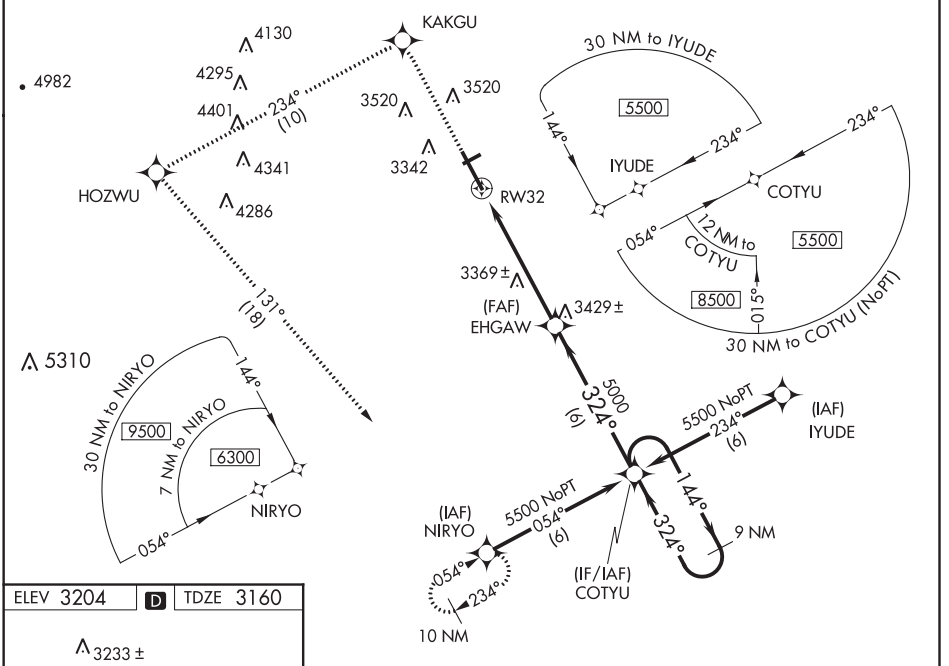 4130
4295
4982
4401
234°
(10)
KAKGU
3520
3520
3342
4341
4286
HOZWU
RW32
30 NM to IYUDE
5500
144°
234°
IYUDE
234°
COTYU
054°
12 NM to
COTYU
5500
8500
015°
30 NM to COTYU (NoPT)
131°
(18)
3369 ±
(FAF)
EHGAW
3429 ±
5310
30 NM to NIRYO
9500
7 NM to NIRYO
6300
144°
NIRYO
054°
5000
324°
(6)
5500 NoPT
234°
(6)
(IAF)
IYUDE
(IAF)
NIRYO
5500 NoPT
054°
(6)
144°
324°
9 NM
(IF/IAF)
COTYU
054°
234°
10 NM
ELEV 3204 D TDZE 3160
3233 ±